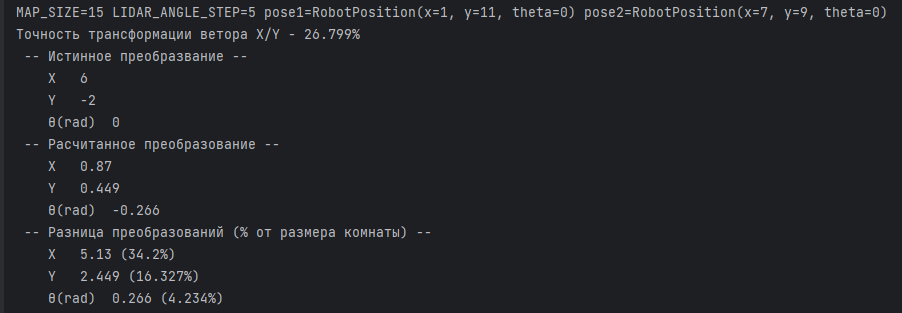 MAP_SIZE=15 LIDAR_ANGLE_STEP=5 pose1=RobotPosition(x=1, y=11, theta=0) pose2=RobotPosition(x=7, y=9, theta=0)
Точность трансформации ветора X/Y - 26.799%
-- Истинное преобразвание --
X 6
Y -2
θ(rad) 0
-- Расчитанное преобразование --
X 0.87
Y 0.449
θ(rad) -0.266
-- Разница преобразований (% от размера комнаты) --
X 5.13 (34.2%)
Y 2.449 (16.327%)
θ(rad) 0.266 (4.234%)